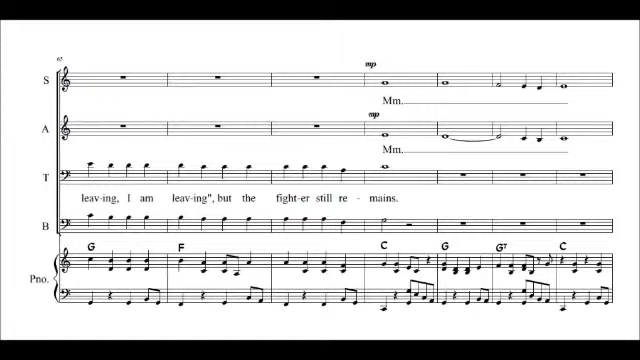 65
mp
S
Mm.
mp
A
Mm.
T
leav-ing, I am leav-ing", but the fight-er still re - mains.
B
G F C G G7 C
Pno.